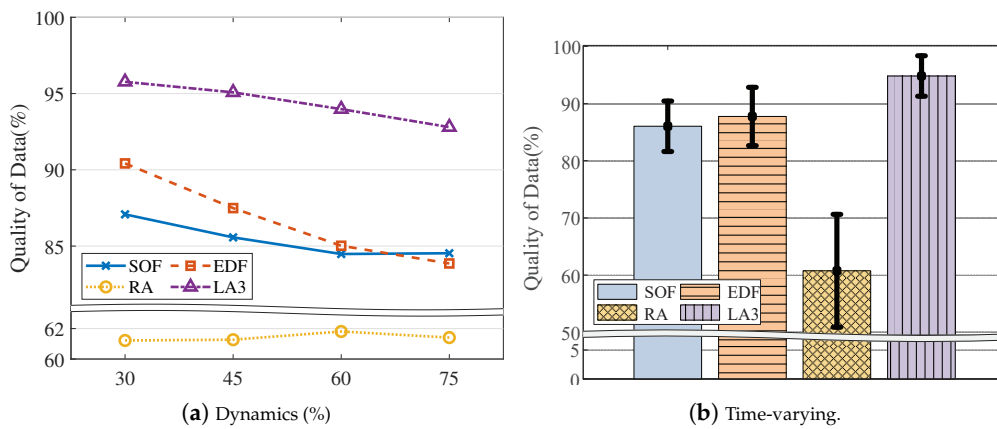 100
95
90
85
62
60
Quality of Data(%)
SOF
EDF
RA
LA3
30
45
60
75
(a) Dynamics (%)
100
90
80
70
60
50
5
0
Quality of Data(%)
SOF
EDF
RA
LA3
(b) Time-varying.